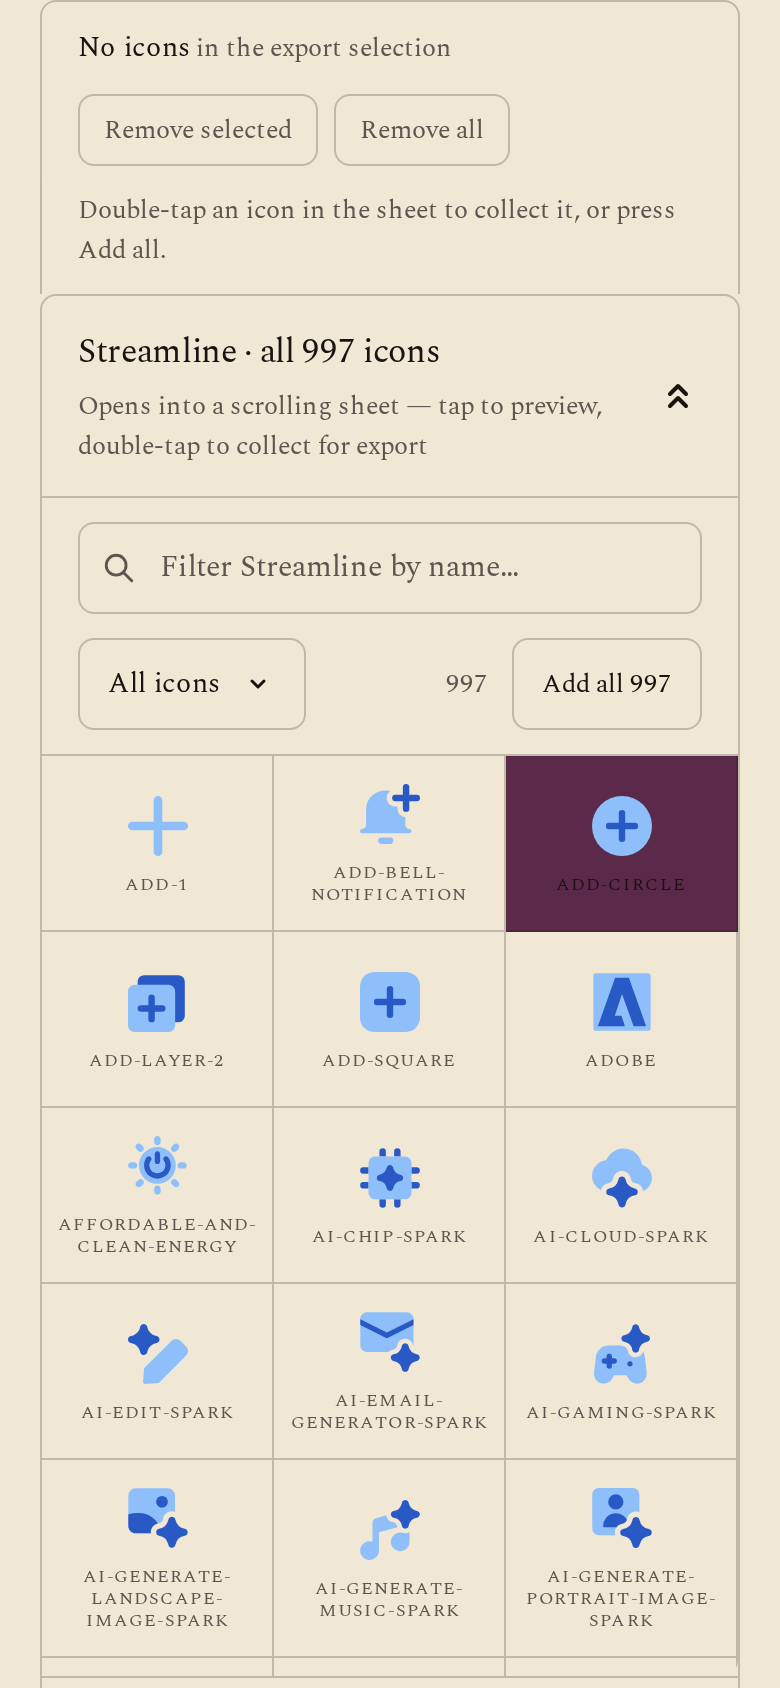 No icons in the export selection
Remove selected
Remove all
Double-tap an icon in the sheet to collect it, or press
Add all.
Streamline · all 997 icons
Opens into a scrolling sheet — tap to preview,
double-tap to collect for export
Filter Streamline by name…
All icons
997
Add all 997
ADD-1
ADD-BELL-
NOTIFICATION
ADD-CIRCLE
ADD-LAYER-2
ADD-SQUARE
ADOBE
AFFORDABLE-AND-
CLEAN-ENERGY
AI-CHIP-SPARK
AI-CLOUD-SPARK
AI-EDIT-SPARK
AI-EMAIL-
GENERATOR-SPARK
AI-GAMING-SPARK
AI-GENERATE-
LANDSCAPE-
IMAGE-SPARK
AI-GENERATE-
MUSIC-SPARK
AI-GENERATE-
PORTRAIT-IMAGE-
SPARK